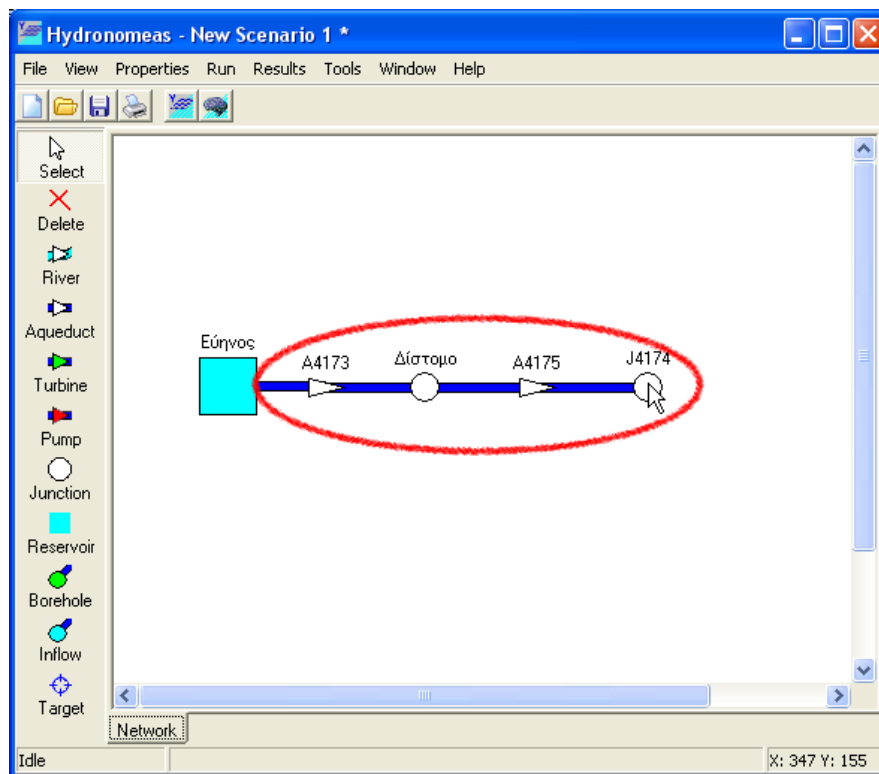 Hydronomeas - New Scenario 1 *
File View Properties Run Results Tools Window Help
Select
Delete
River
Aqueduct
Turbine
Pump
Junction
Reservoir
Borehole
Inflow
Target
Εύηνος
A4173
Δίστομο
A4175
J4174
Network
Idle
X: 347 Y: 155